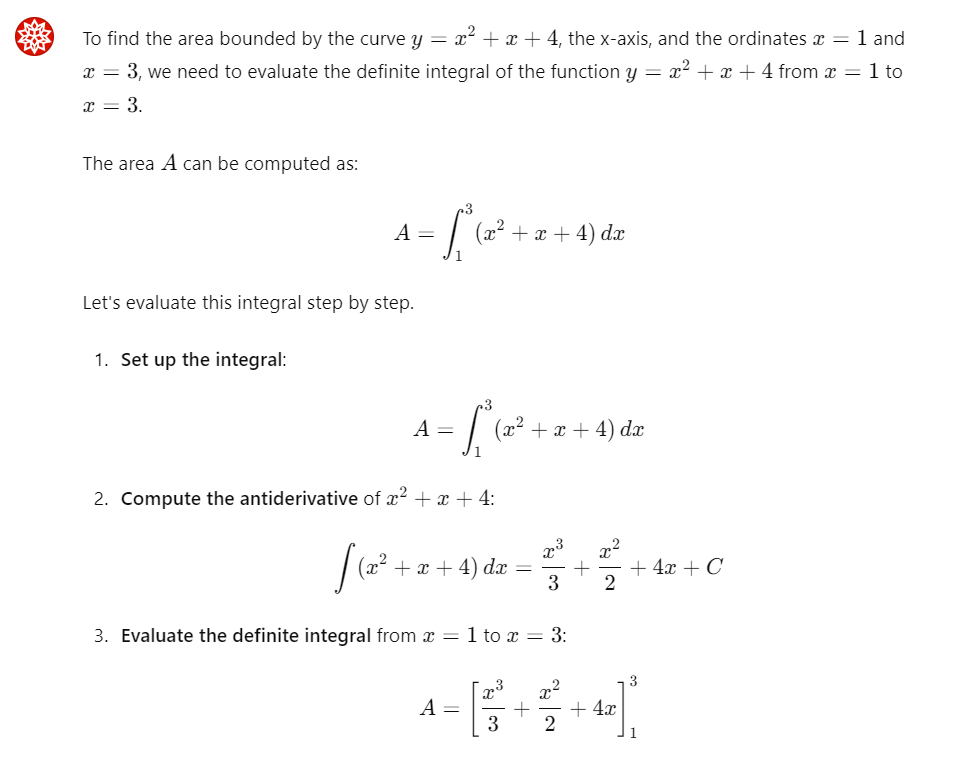 To find the area bounded by the curve $y = x^2 + x + 4$, the x-axis, and the ordinates $x = 1$ and
$x = 3$, we need to evaluate the definite integral of the function $y = x^2 + x + 4$ from $x = 1$ to
$x = 3$.
The area $A$ can be computed as:
$A = \int_1^3 (x^2 + x + 4) \, dx$
Let's evaluate this integral step by step.
1. Set up the integral:
$A = \int_1^3 (x^2 + x + 4) \, dx$
2. Compute the antiderivative of $x^2 + x + 4$:
$\int (x^2 + x + 4) \, dx = \frac{x^3}{3} + \frac{x^2}{2} + 4x + C$
3. Evaluate the definite integral from $x = 1$ to $x = 3$:
$A = \left[ \frac{x^3}{3} + \frac{x^2}{2} + 4x \right]_1^3$